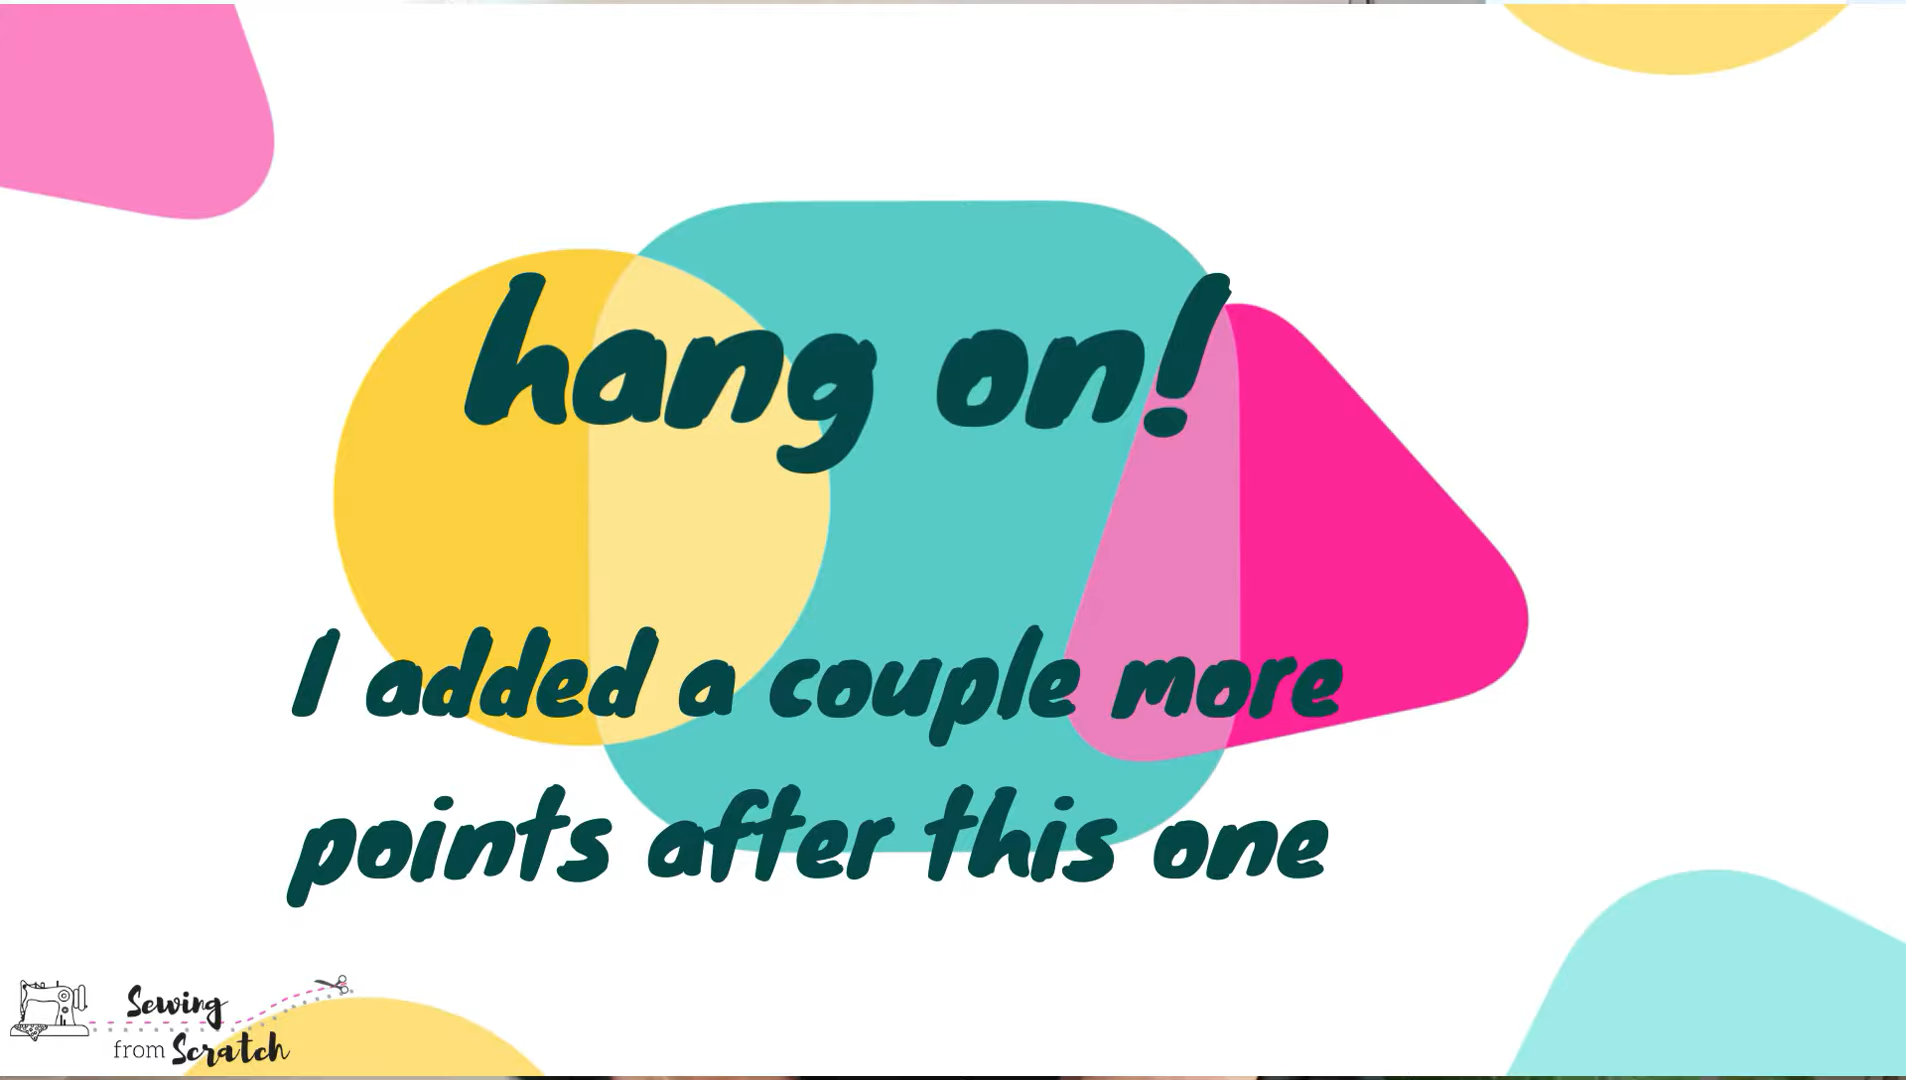 hang on!
I added a couple more
points after this one
Sewing
from Scratch